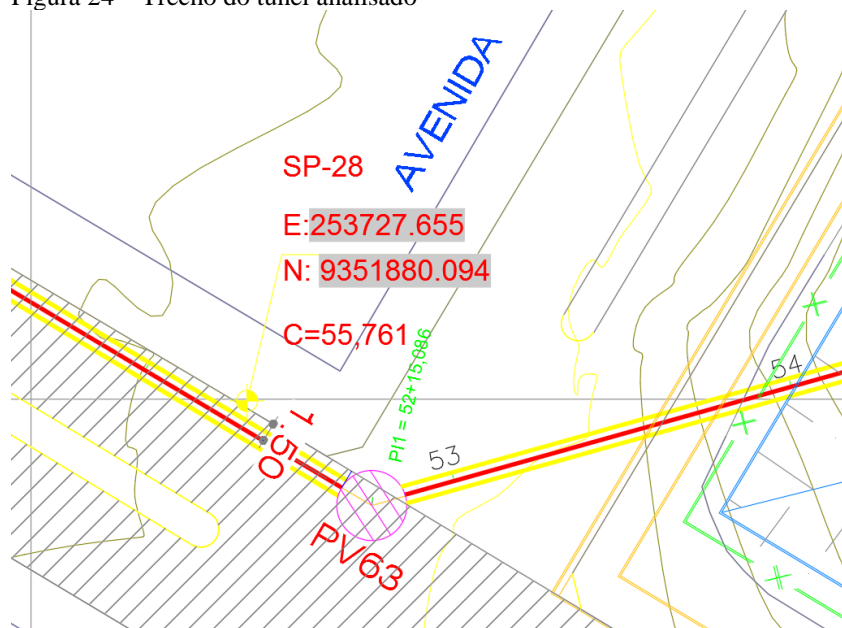 Figura 24 – Trecho do túnel analisado
AVENIDA
SP-28
E:253727.655
N: 9351880.094
C=55,761
PI1 = 52+15,086
1.50
53
54
PV63